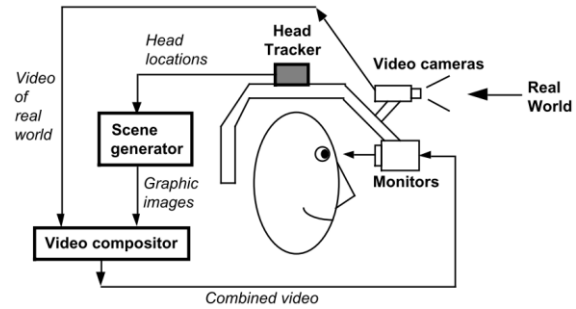 Head
Tracker
Head
locations
Video cameras
Video
of
real
world
Real
World
Scene
generator
Graphic
images
Monitors
Video compositor
Combined video